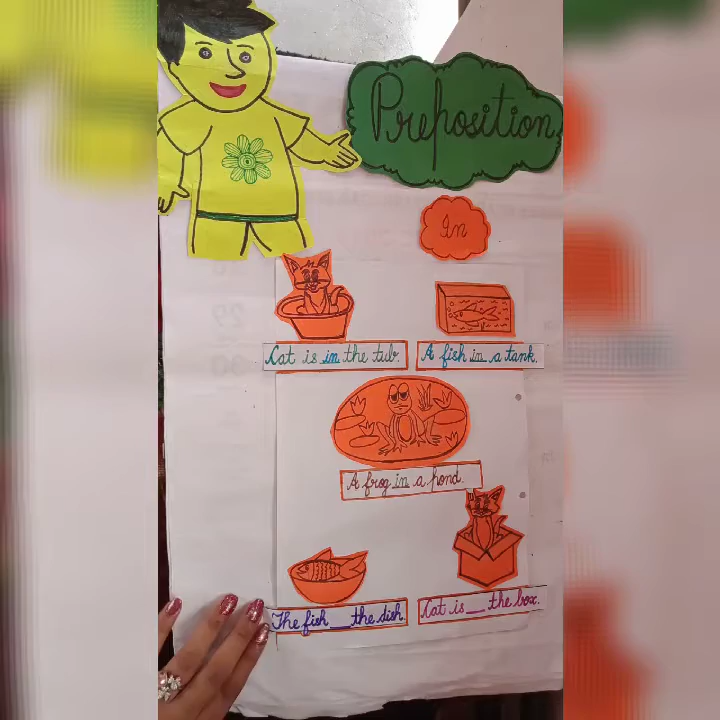 Preposition
In
Cat is in the tub.
A fish in a tank.
A frog in a pond.
The fish __ the dish.
Cat is __ the box.